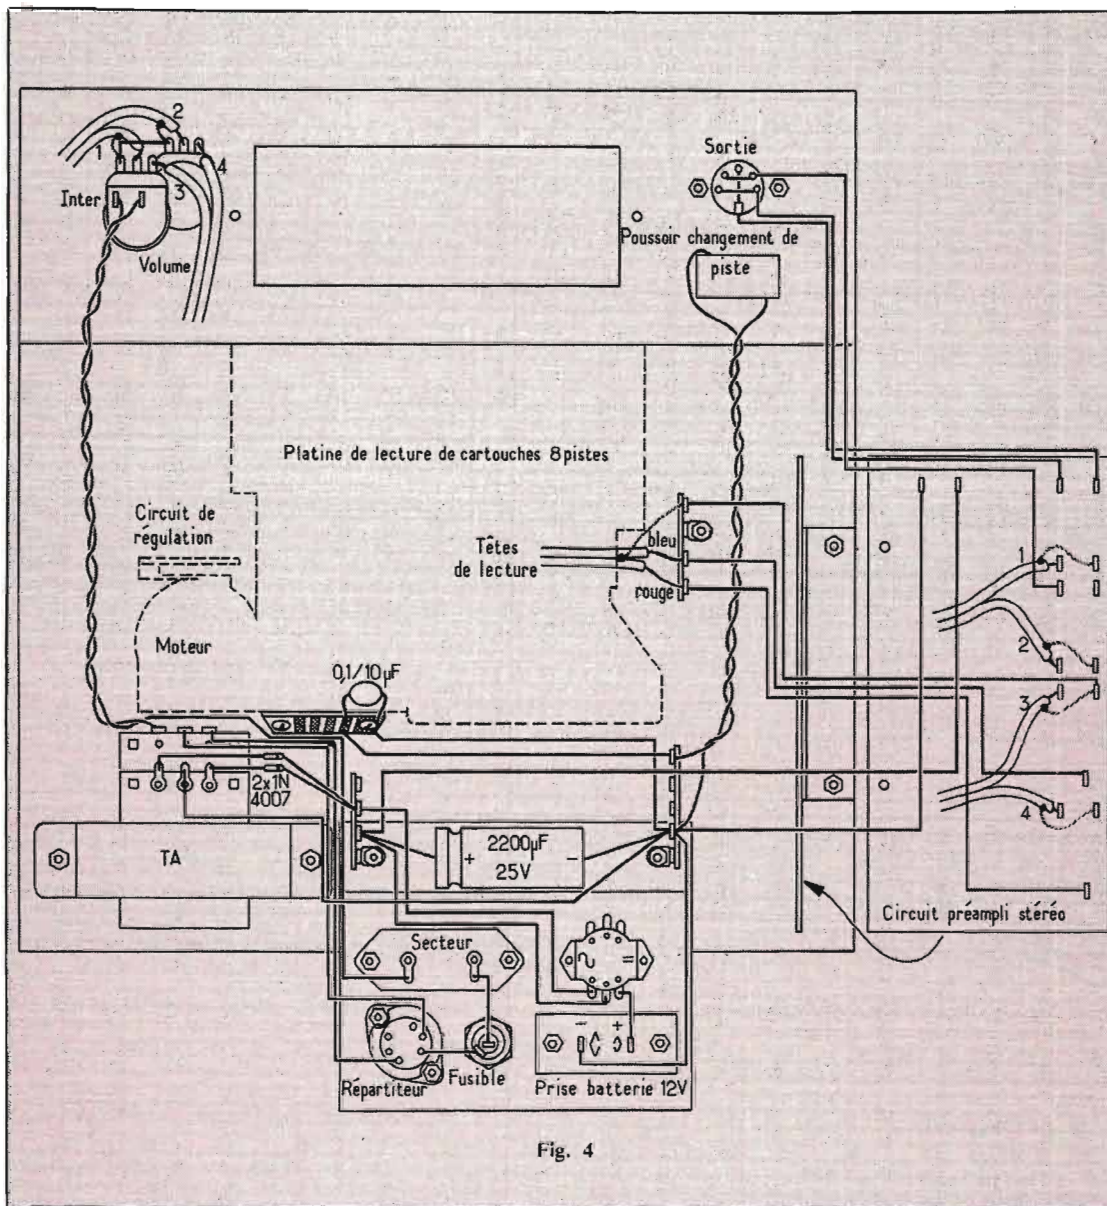 2
1
4
Inter
3
Volume
Sortie
Poussoir changement de
piste
Platine de lecture de cartouches 8 pistes
Circuit de
régulation
Têtes
de lecture
bleu
rouge
Moteur
0,1/10 µF
1
2
3
4
2x1N
4007
TA
+ 2200µF −
25V
Circuit préampli stéréo
Secteur
∿ =
− +
Répartiteur
Fusible
Prise batterie 12V
Fig. 4